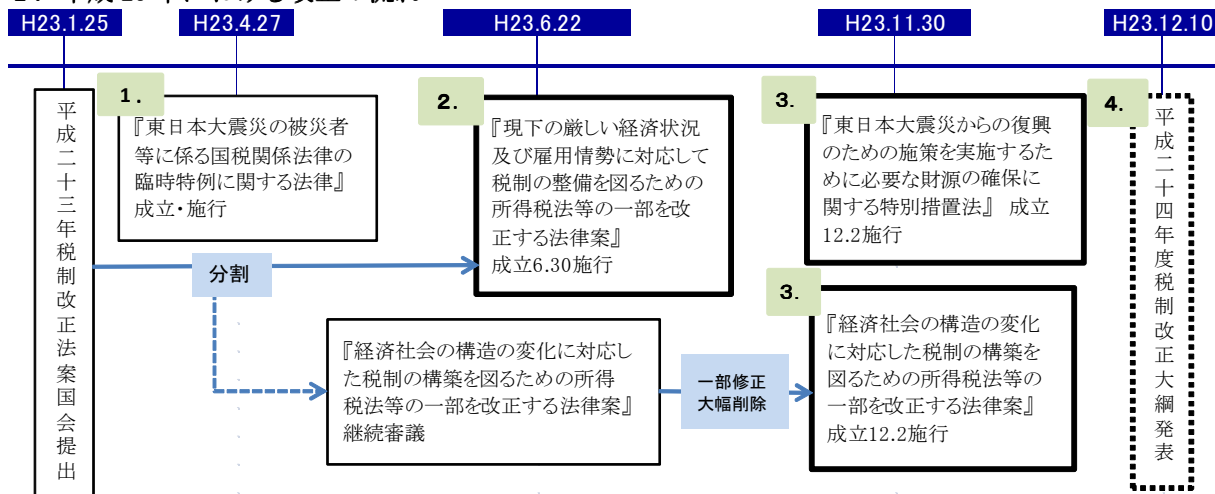 H23.1.25
H23.4.27
H23.6.22
H23.11.30
H23.12.10
平成二十三年税制改正法案国会提出
1.
『東日本大震災の被災者
等に係る国税関係法律の
臨時特例に関する法律』
成立・施行
2.
『現下の厳しい経済状況
及び雇用情勢に対応して
税制の整備を図るための
所得税法等の一部を改
正する法律案』
成立6.30施行
3.
『東日本大震災からの復興
のための施策を実施するた
めに必要な財源の確保に
関する特別措置法』 成立
12.2施行
4.
平成二十四年度税制改正大綱発表
分割
『経済社会の構造の変化に対応し
た税制の構築を図るための所得
税法等の一部を改正する法律案』
継続審議
一部修正
大幅削除
3.
『経済社会の構造の変化
に対応した税制の構築を
図るための所得税法等の
一部を改正する法律案』
成立12.2施行